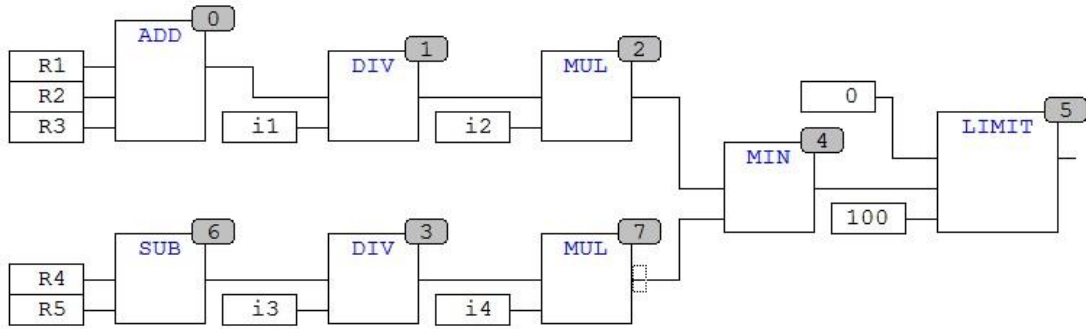 0
ADD
R1
R2
R3
1
DIV
i1
2
MUL
i2
0
5
LIMIT
4
MIN
100
6
SUB
R4
R5
3
DIV
i3
7
MUL
i4